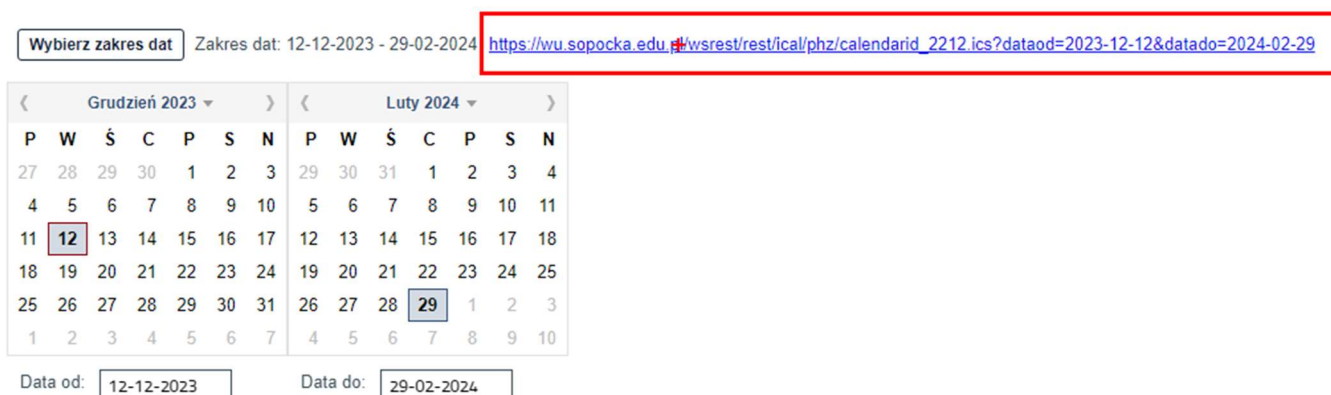 Wybierz zakres dat Zakres dat: 12-12-2023 - 29-02-2024 https://wu.sopocka.edu.pl/wsrest/rest/ical/phz/calendarid_2212.ics?dataod=2023-12-12&datado=2024-02-29
Grudzień 2023 Luty 2024
P W Ś C P S N P W Ś C P S N
27 28 29 30 1 2 3 29 30 31 1 2 3 4
4 5 6 7 8 9 10 5 6 7 8 9 10 11
11 12 13 14 15 16 17 12 13 14 15 16 17 18
18 19 20 21 22 23 24 19 20 21 22 23 24 25
25 26 27 28 29 30 31 26 27 28 29 1 2 3
1 2 3 4 5 6 7 4 5 6 7 8 9 10
Data od: 12-12-2023 Data do: 29-02-2024